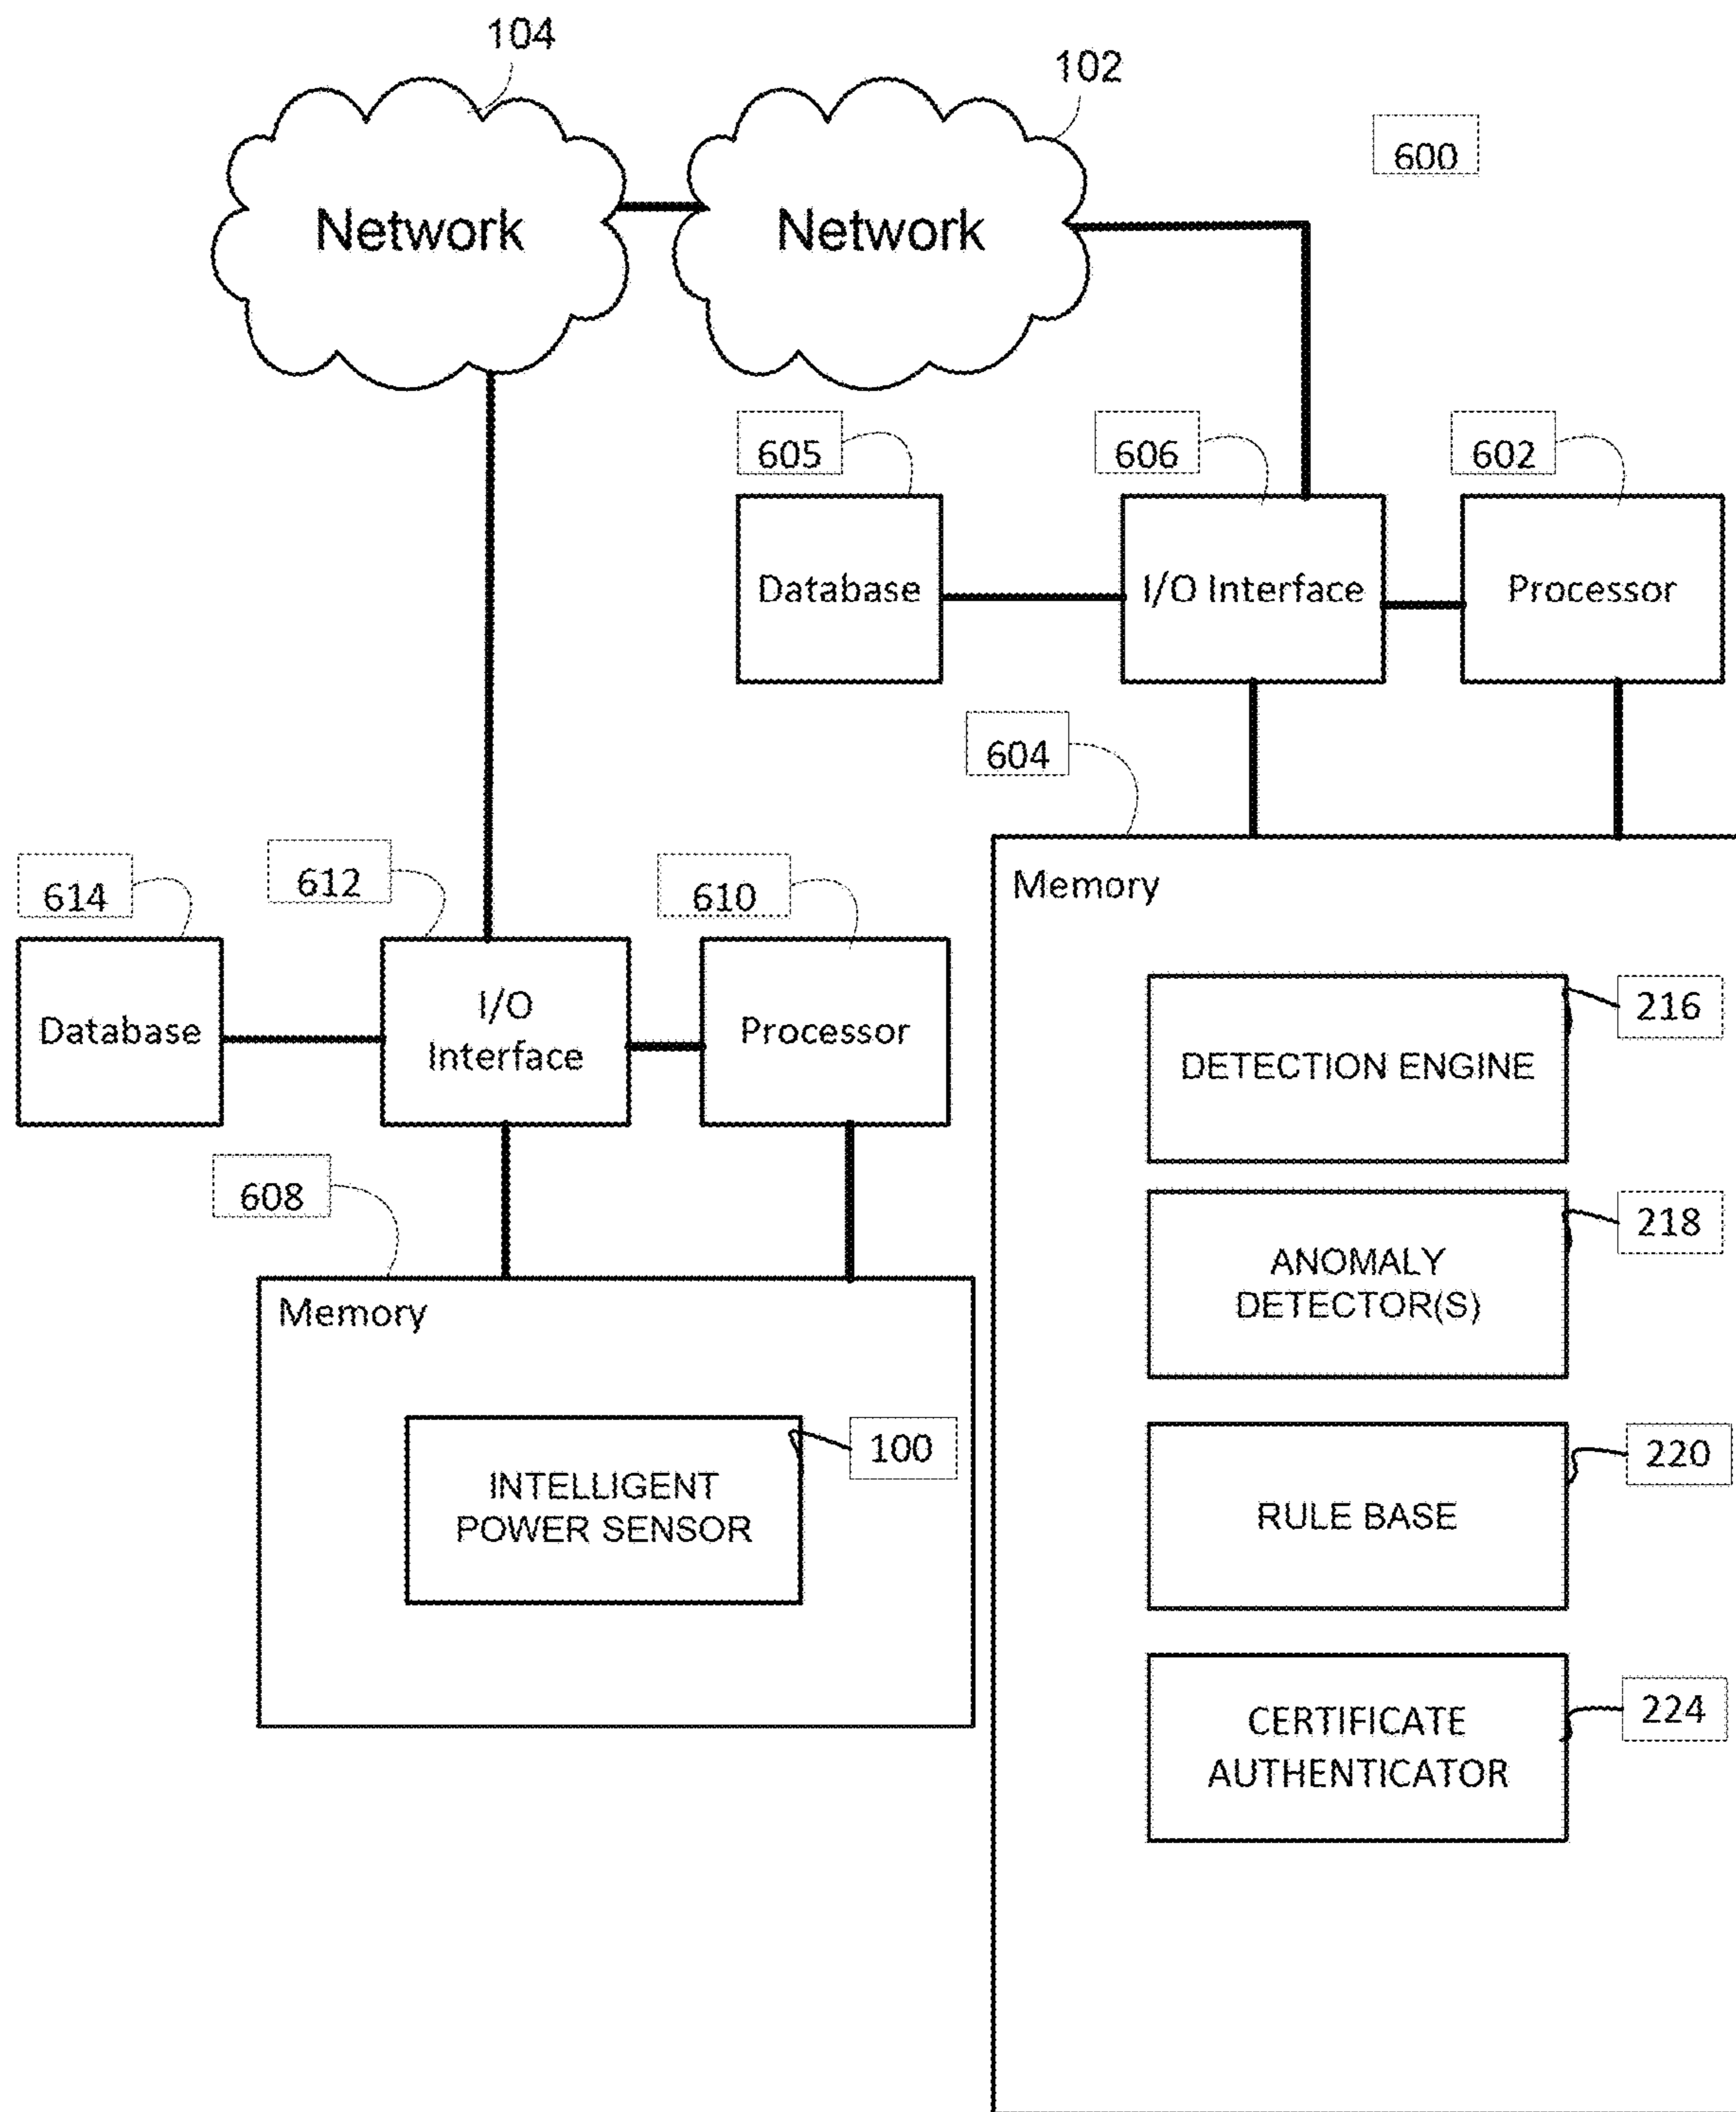 104
102
600
Network
Network
605
606
602
Database
I/O Interface
Processor
604
614
612
610
Memory
Database
I/O
Interface
Processor
216
DETECTION ENGINE
608
218
ANOMALY
DETECTOR(S)
Memory
100
INTELLIGENT
POWER SENSOR
220
RULE BASE
224
CERTIFICATE
AUTHENTICATOR